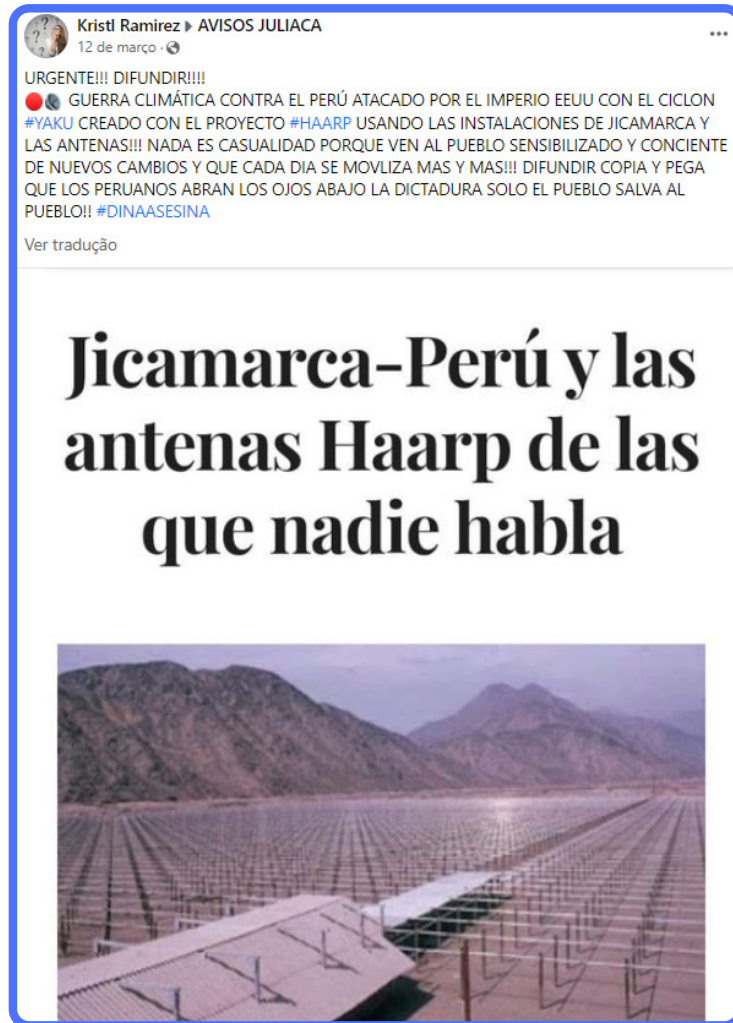 Kristl Ramirez ▸ AVISOS JULIACA
12 de março ·
URGENTE!!! DIFUNDIR!!!!
🔴🔊 GUERRA CLIMÁTICA CONTRA EL PERÚ ATACADO POR EL IMPERIO EEUU CON EL CICLON
#YAKU CREADO CON EL PROYECTO #HAARP USANDO LAS INSTALACIONES DE JICAMARCA Y
LAS ANTENAS!!! NADA ES CASUALIDAD PORQUE VEN AL PUEBLO SENSIBILIZADO Y CONCIENTE
DE NUEVOS CAMBIOS Y QUE CADA DIA SE MOVLIZA MAS Y MAS!!! DIFUNDIR COPIA Y PEGA
QUE LOS PERUANOS ABRAN LOS OJOS ABAJO LA DICTADURA SOLO EL PUEBLO SALVA AL
PUEBLO!! #DINAASESINA
Ver tradução
Jicamarca-Perú y las
antenas Haarp de las
que nadie habla